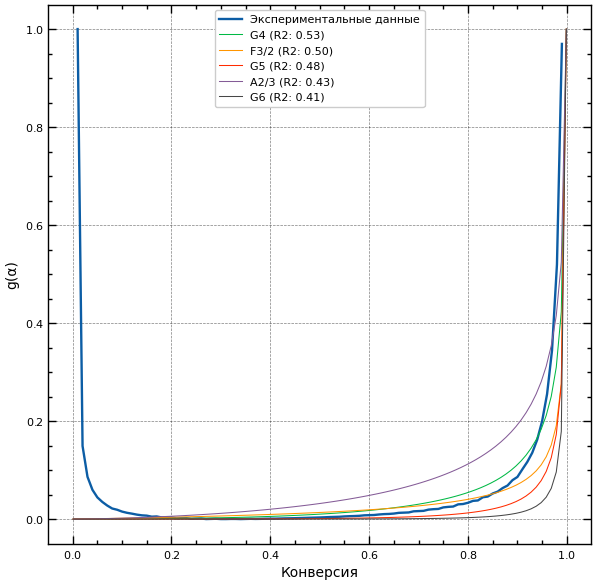 Экспериментальные данные
G4 (R2: 0.53)
F3/2 (R2: 0.50)
G5 (R2: 0.48)
A2/3 (R2: 0.43)
G6 (R2: 0.41)
1.0
0.8
0.6
0.4
0.2
0.0
g(α)
0.0 0.2 0.4 0.6 0.8 1.0
Конверсия